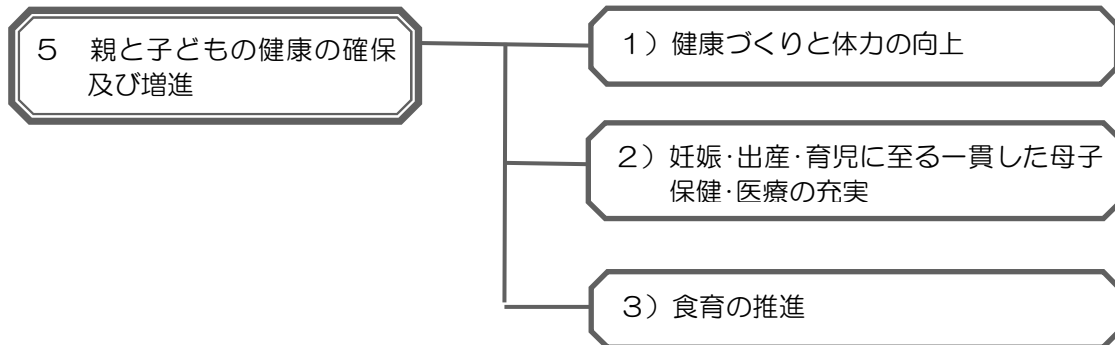 ５　親と子どもの健康の確保
及び増進
１）健康づくりと体力の向上
２）妊娠･出産･育児に至る一貫した母子
保健･医療の充実
３）食育の推進